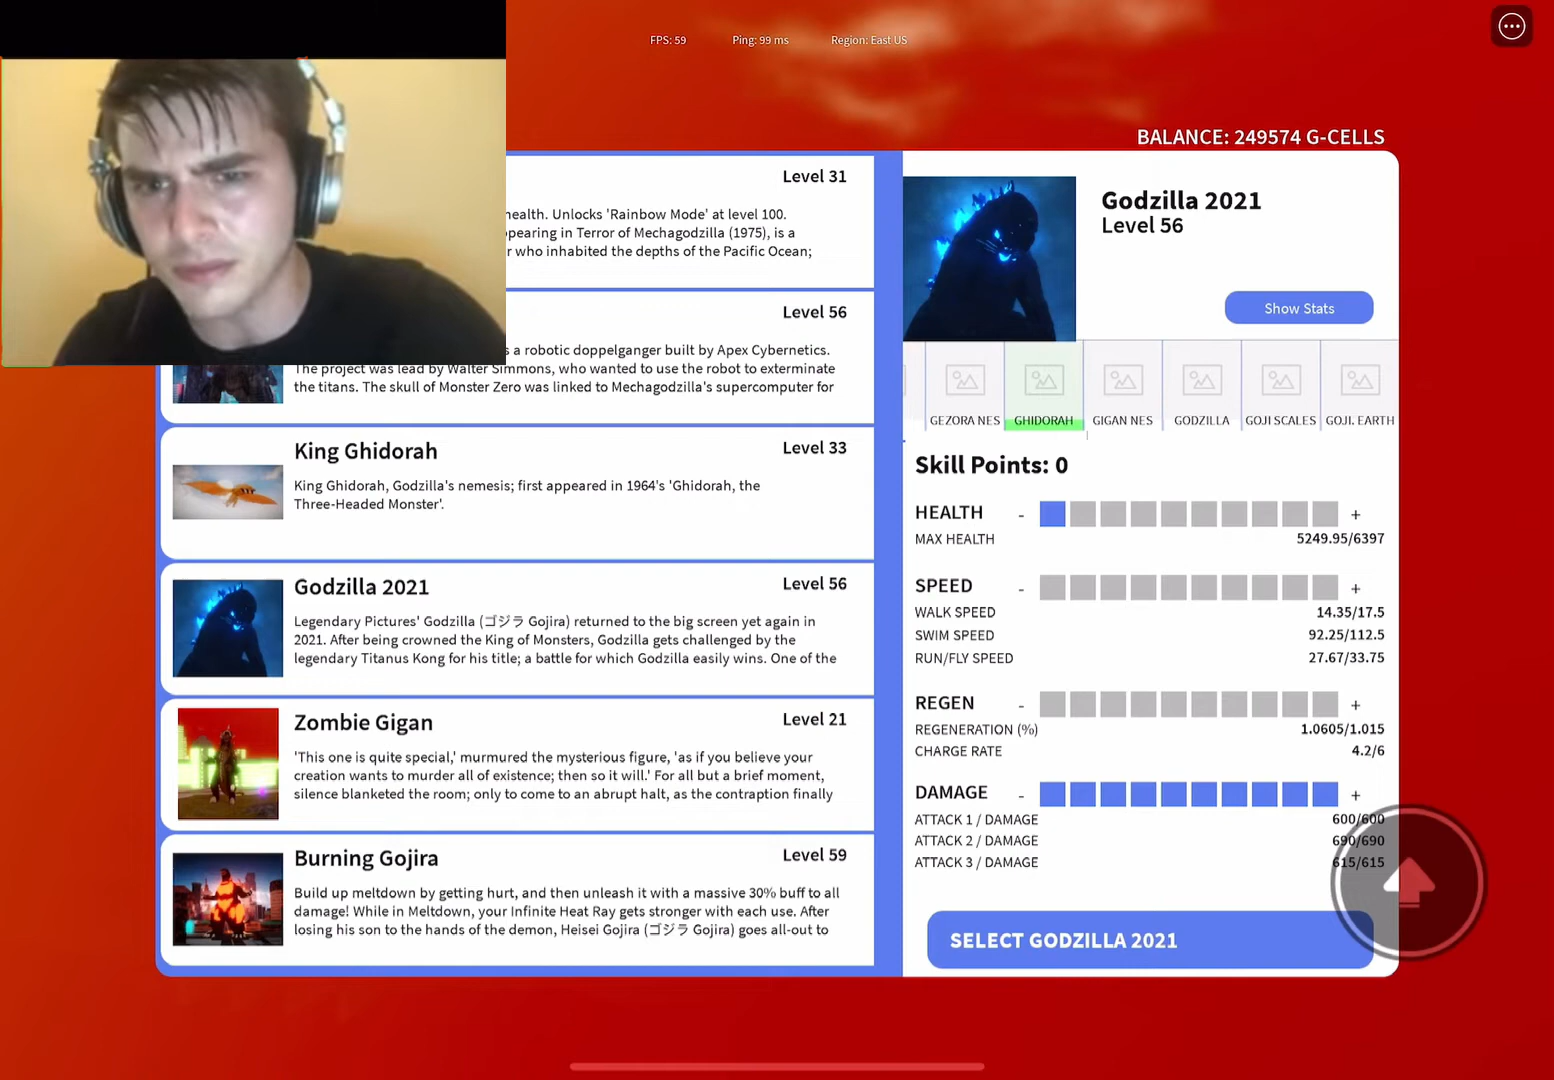 FPS: 59
Ping: 99 ms
Region: East US
BALANCE: 249574 G-CELLS
Level 31
health. Unlocks 'Rainbow Mode' at level 100.
ppearing in Terror of Mechagodzilla (1975), is a
r who inhabited the depths of the Pacific Ocean;
Level 56
s a robotic doppelganger built by Apex Cybernetics.
The project was lead by Walter Simmons, who wanted to use the robot to exterminate
the titans. The skull of Monster Zero was linked to Mechagodzilla's supercomputer for
King Ghidorah
Level 33
King Ghidorah, Godzilla's nemesis; first appeared in 1964's 'Ghidorah, the
Three-Headed Monster'.
Godzilla 2021
Level 56
Legendary Pictures' Godzilla (ゴジラ Gojira) returned to the big screen yet again in
2021. After being crowned the King of Monsters, Godzilla gets challenged by the
legendary Titanus Kong for his title; a battle for which Godzilla easily wins. One of the
Zombie Gigan
Level 21
'This one is quite special,' murmured the mysterious figure, 'as if you believe your
creation wants to murder all of existence; then so it will.' For all but a brief moment,
silence blanketed the room; only to come to an abrupt halt, as the contraption finally
Burning Gojira
Level 59
Build up meltdown by getting hurt, and then unleash it with a massive 30% buff to all
damage! While in Meltdown, your Infinite Heat Ray gets stronger with each use. After
losing his son to the hands of the demon, Heisei Gojira (ゴジラ Gojira) goes all-out to
Godzilla 2021
Level 56
Show Stats
GEZORA NES
GHIDORAH
GIGAN NES
GODZILLA
GOJI SCALES
GOJI. EARTH
Skill Points: 0
HEALTH - +
MAX HEALTH 5249.95/6397
SPEED - +
WALK SPEED 14.35/17.5
SWIM SPEED 92.25/112.5
RUN/FLY SPEED 27.67/33.75
REGEN - +
REGENERATION (%) 1.0605/1.015
CHARGE RATE 4.2/6
DAMAGE - +
ATTACK 1 / DAMAGE 600/600
ATTACK 2 / DAMAGE 690/690
ATTACK 3 / DAMAGE 615/615
SELECT GODZILLA 2021